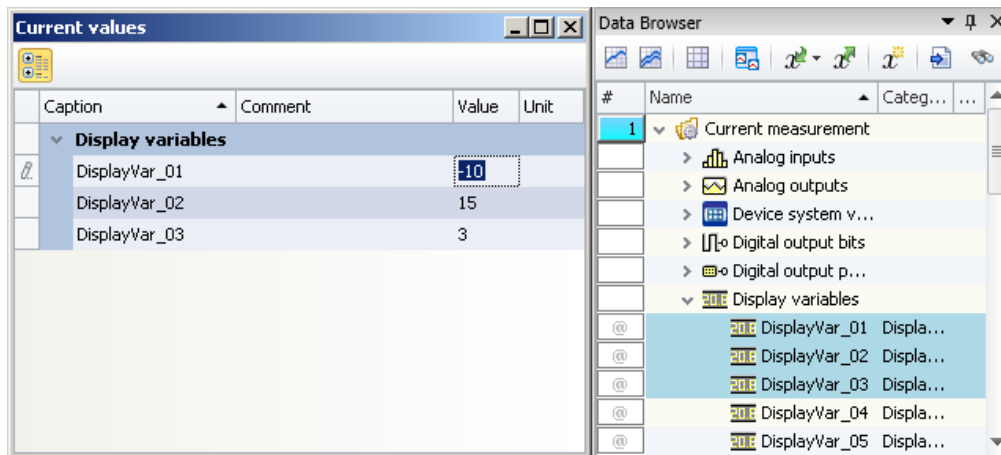 Current values
Caption Comment Value Unit
Display variables
DisplayVar_01 -10
DisplayVar_02 15
DisplayVar_03 3
Data Browser
# Name Categ... ...
1 Current measurement
Analog inputs
Analog outputs
Device system v...
Digital output bits
Digital output p...
Display variables
@ DisplayVar_01 Displa...
@ DisplayVar_02 Displa...
@ DisplayVar_03 Displa...
@ DisplayVar_04 Displa...
@ DisplayVar_05 Displa...